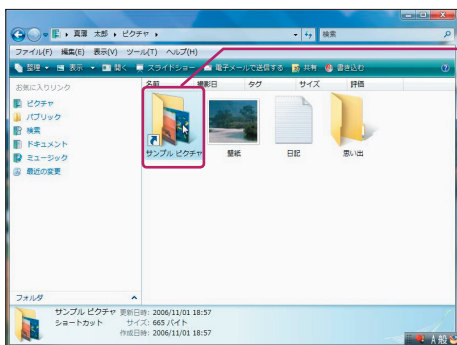 真薄 太郎 ▸ ピクチャ ▸
検索
ファイル(F) 編集(E) 表示(V) ツール(T) ヘルプ(H)
整理 表示 開く スライドショー 電子メールで送信する 共有 書き込む
お気に入りリンク
ピクチャ
パブリック
検索
ドキュメント
ミュージック
最近の変更
フォルダ
名前 撮影日 タグ サイズ 評価
サンプル ピクチャ
壁紙
日記
思い出
サンプル ピクチャ 更新日時: 2006/11/01 18:57
ショートカット サイズ: 665 バイト
作成日時: 2006/11/01 18:57
A 般